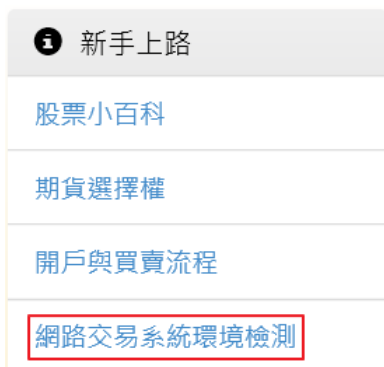 新手上路
股票小百科
期貨選擇權
開戶與買賣流程
網路交易系統環境檢測